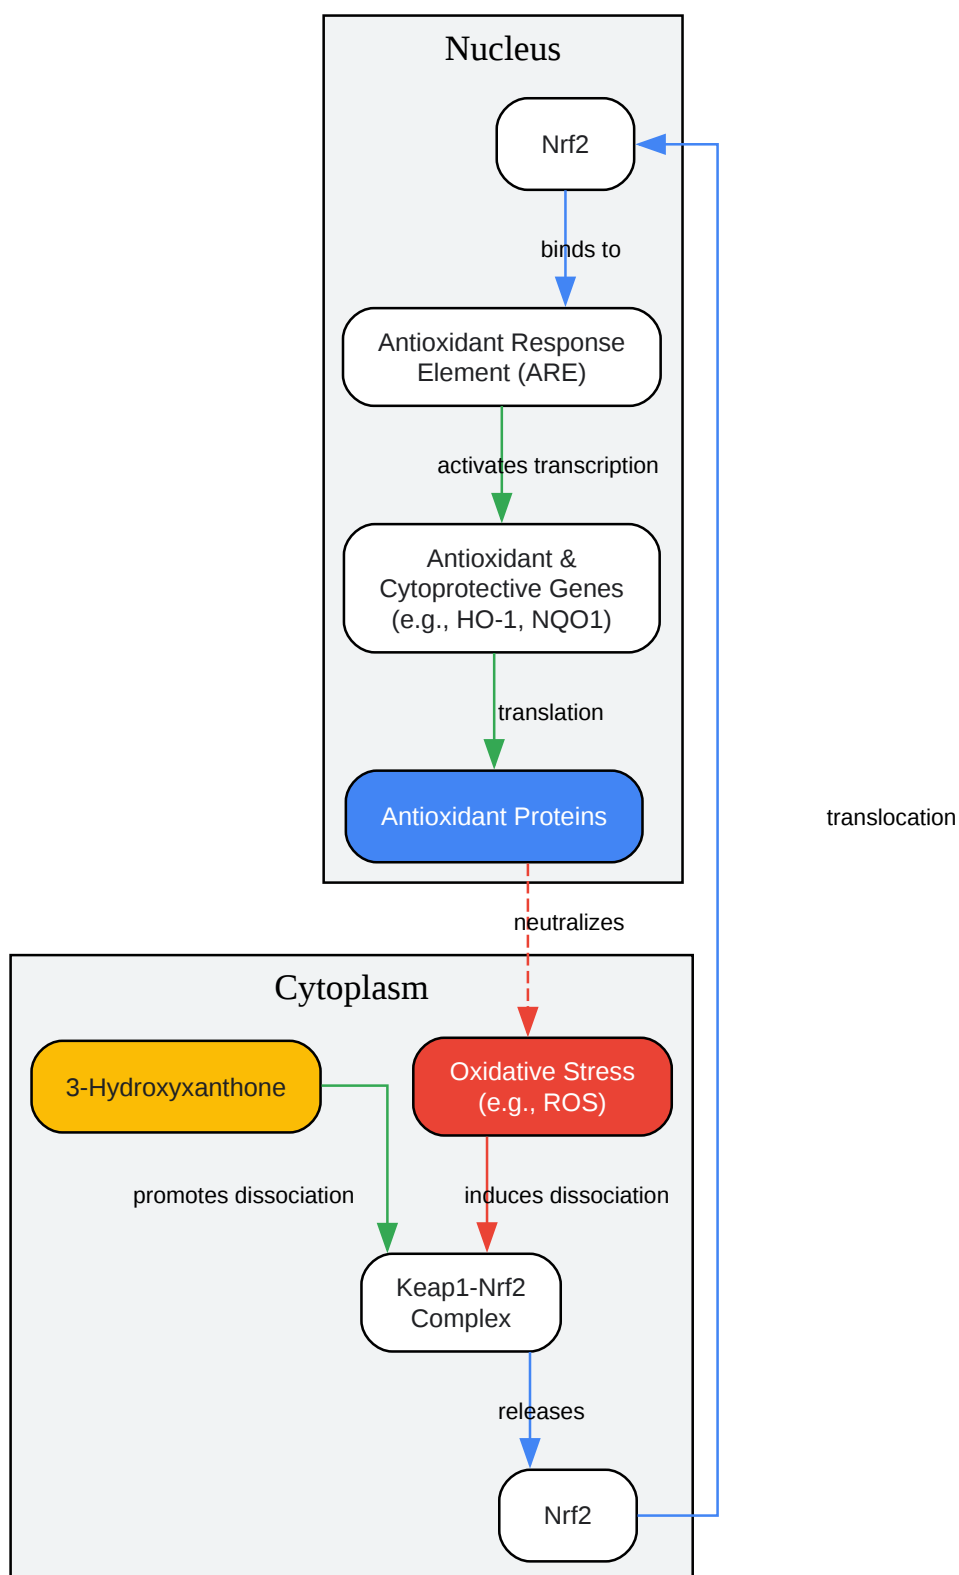 Nucleus
Nrf2
binds to
Antioxidant Response
Element (ARE)
activates transcription
Antioxidant &
Cytoprotective Genes
(e.g., HO-1, NQO1)
translation
Antioxidant Proteins
translocation
neutralizes
Cytoplasm
3-Hydroxyxanthone
Oxidative Stress
(e.g., ROS)
promotes dissociation
induces dissociation
Keap1-Nrf2
Complex
releases
Nrf2